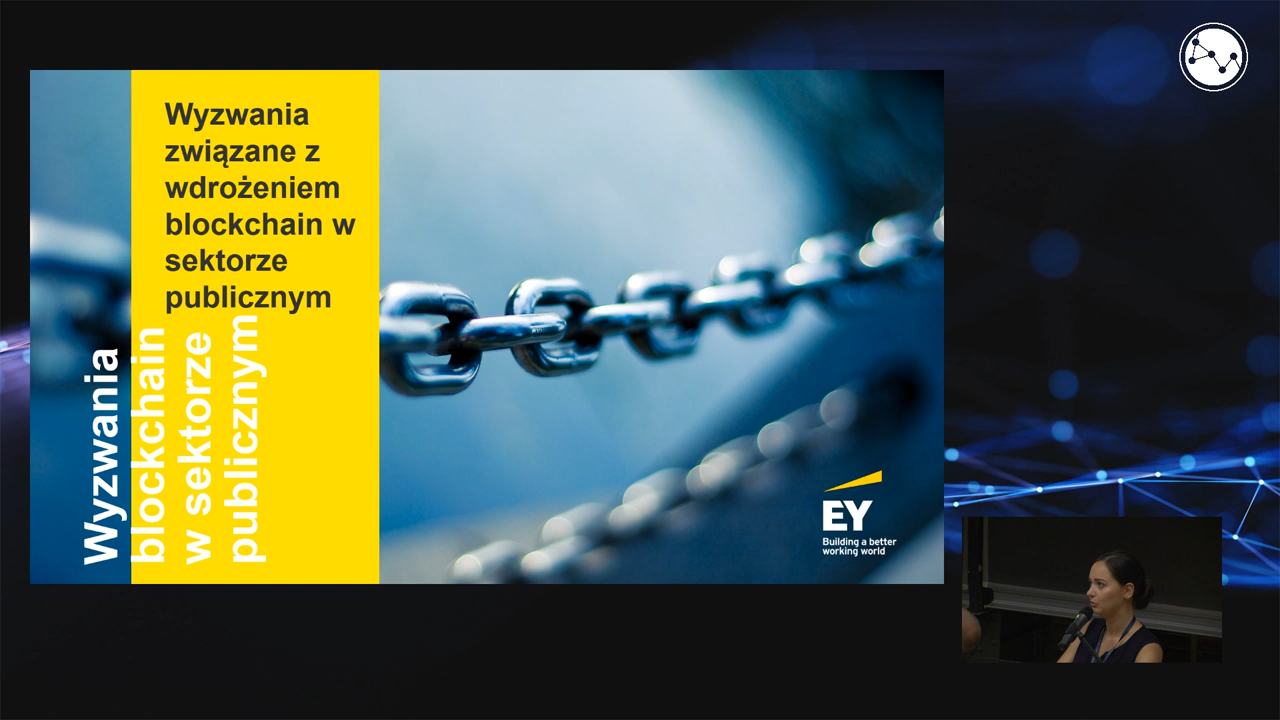 Wyzwania
związane z
wdrożeniem
blockchain w
sektorze
publicznym
Wyzwania
blockchain
w sektorze
publicznym
EY
Building a better
working world